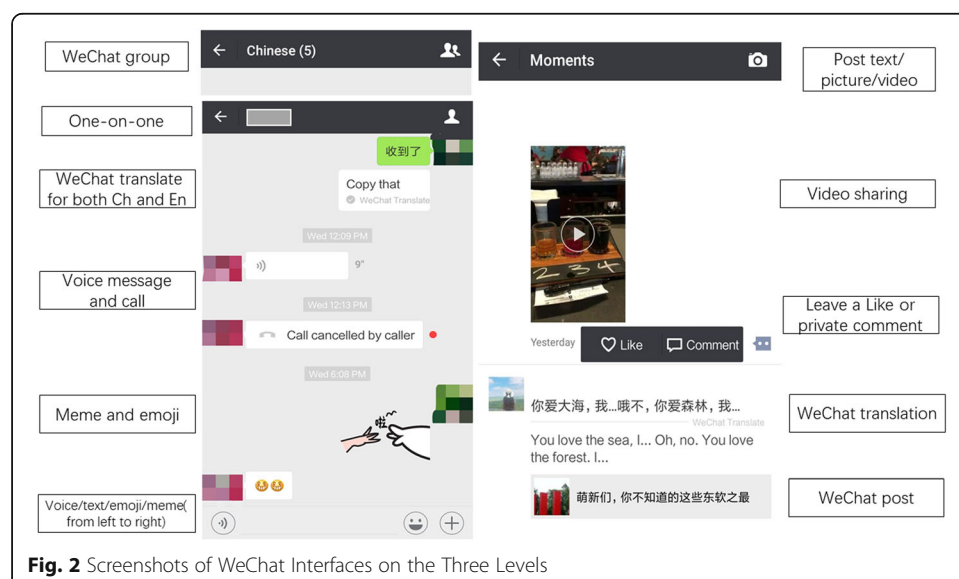 WeChat group
One-on-one
WeChat translate
for both Ch and En
Voice message
and call
Meme and emoji
Voice/text/emoji/meme(
from left to right)
Chinese (5)
收到了
Copy that
WeChat Translate
Wed 12:09 PM
9"
Wed 12:13 PM
Call cancelled by caller
Wed 6:08 PM
啦
Moments
2 3 4
Yesterday
Like
Comment
你爱大海，我...哦不，你爱森林，我...
WeChat Translate
You love the sea, I... Oh, no. You love
the forest. I...
萌新们，你不知道的这些东软之最
Post text/
picture/video
Video sharing
Leave a Like or
private comment
WeChat translation
WeChat post
Fig. 2 Screenshots of WeChat Interfaces on the Three Levels